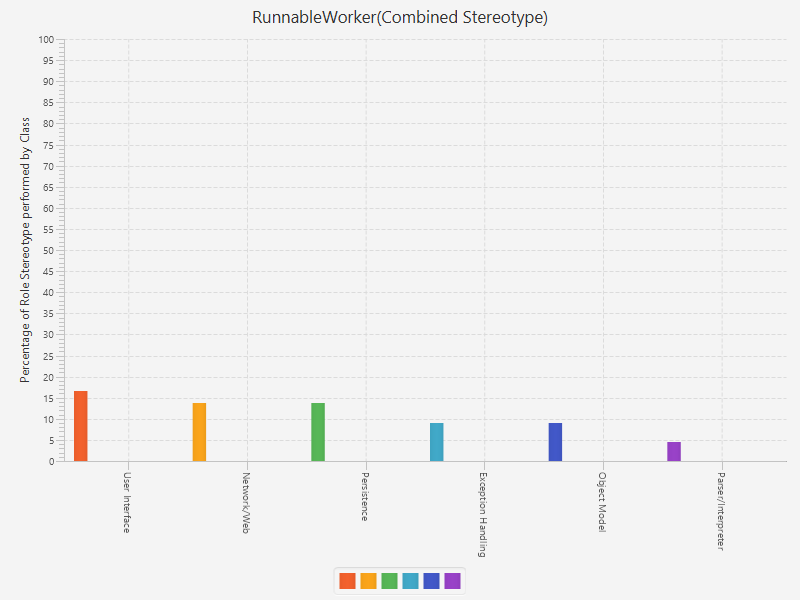 RunnableWorker(Combined Stereotype)
Percentage of Role Stereotype performed by Class
100
95
90
85
80
75
70
65
60
55
50
45
40
35
30
25
20
15
10
5
0
User Interface
Network/Web
Persistence
Exception Handling
Object Model
Parser/Interpreter